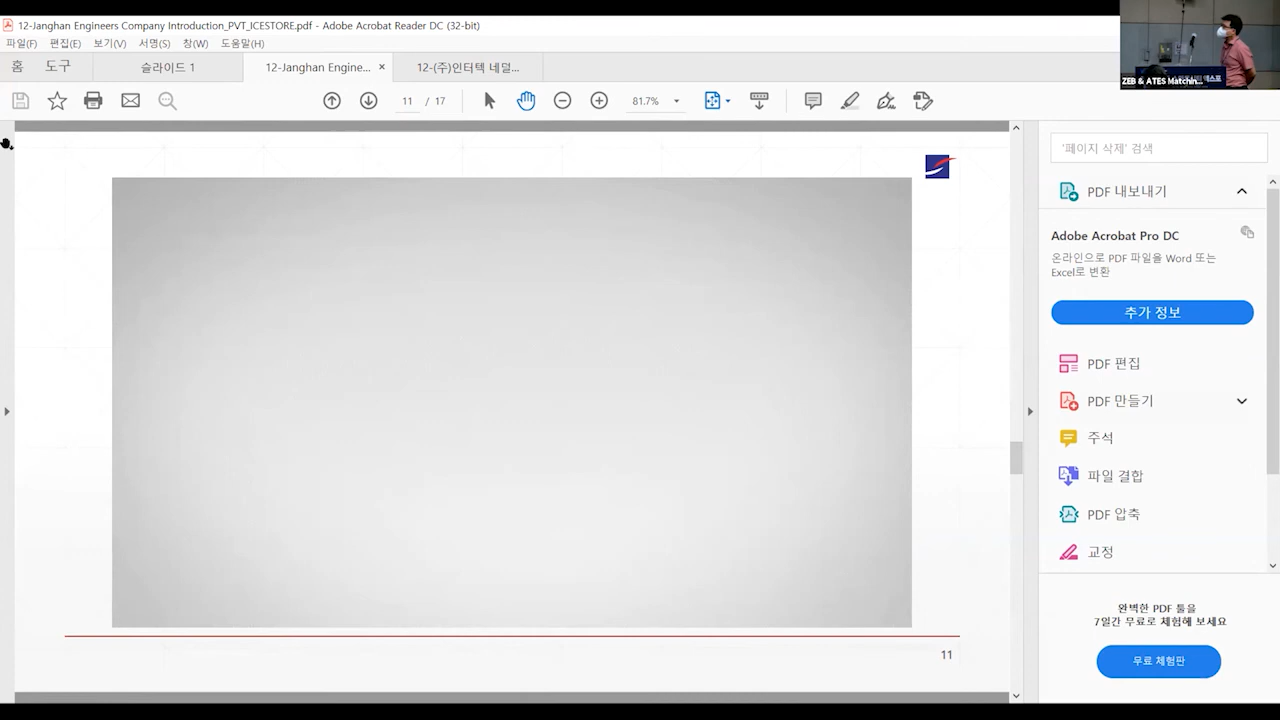 12-Janghan Engineers Company Introduction_PVT_ICESTORE.pdf - Adobe Acrobat Reader DC (32-bit)
파일(F) 편집(E) 보기(V) 서명(S) 창(W) 도움말(H)
홈 도구 슬라이드 1 12-Janghan Engine... × 12-(주)인터텍 네덜...
11 / 17 81.7%
ZEB & ATES Matchin...
'페이지 삭제' 검색
PDF 내보내기
Adobe Acrobat Pro DC
온라인으로 PDF 파일을 Word 또는
Excel로 변환
추가 정보
PDF 편집
PDF 만들기
주석
파일 결합
PDF 압축
교정
완벽한 PDF 툴을
7일간 무료로 체험해 보세요
무료 체험판
11